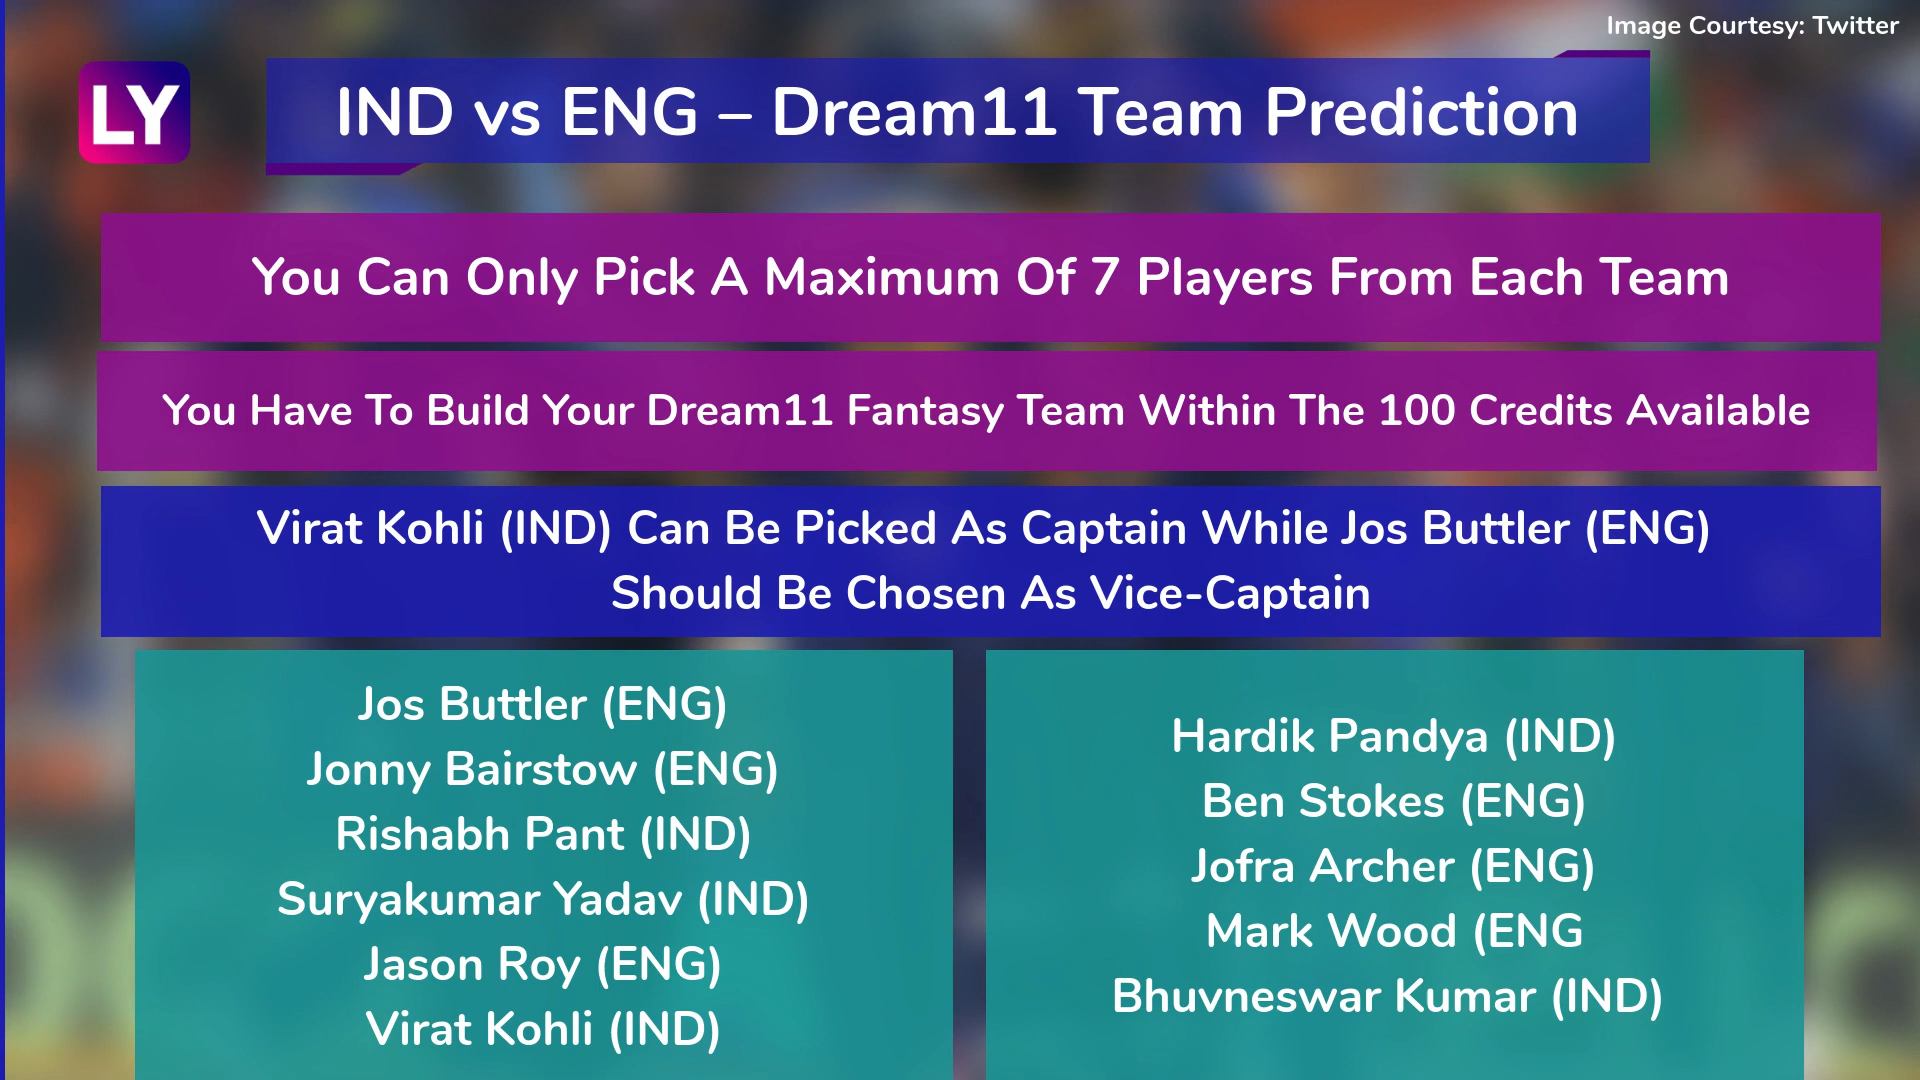 Image Courtesy: Twitter
LY
IND vs ENG – Dream11 Team Prediction
You Can Only Pick A Maximum Of 7 Players From Each Team
You Have To Build Your Dream11 Fantasy Team Within The 100 Credits Available
Virat Kohli (IND) Can Be Picked As Captain While Jos Buttler (ENG)
Should Be Chosen As Vice-Captain
Jos Buttler (ENG)
Jonny Bairstow (ENG)
Rishabh Pant (IND)
Suryakumar Yadav (IND)
Jason Roy (ENG)
Virat Kohli (IND)
Hardik Pandya (IND)
Ben Stokes (ENG)
Jofra Archer (ENG)
Mark Wood (ENG
Bhuvneswar Kumar (IND)